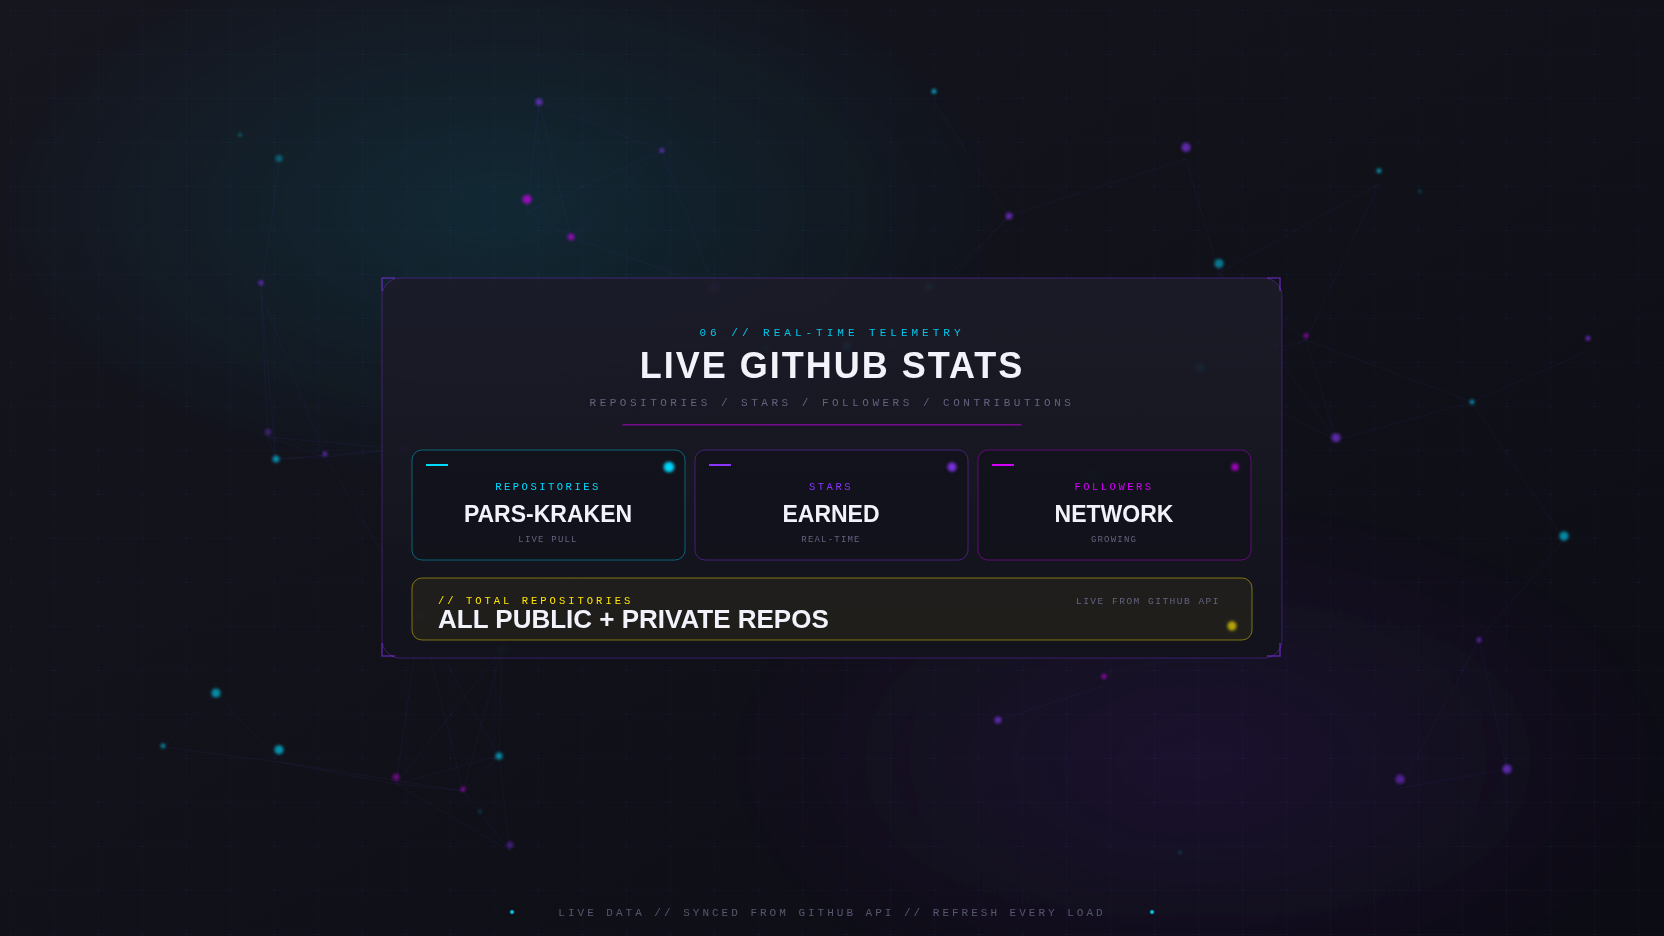 06 // REAL-TIME TELEMETRY
LIVE GITHUB STATS
REPOSITORIES / STARS / FOLLOWERS / CONTRIBUTIONS
REPOSITORIES
PARS-KRAKEN
LIVE PULL
STARS
EARNED
REAL-TIME
FOLLOWERS
NETWORK
GROWING
// TOTAL REPOSITORIES
ALL PUBLIC + PRIVATE REPOS
LIVE FROM GITHUB API
LIVE DATA // SYNCED FROM GITHUB API // REFRESH EVERY LOAD